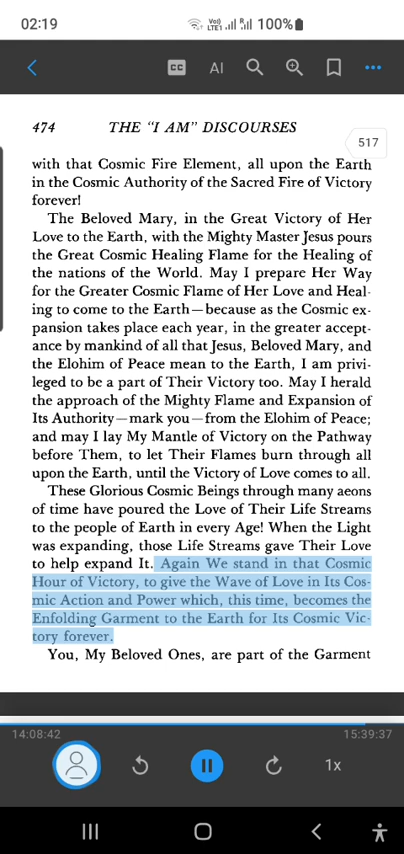 02:19 Vo) LTE1 R 100%
CC AI
517
474 THE "I AM" DISCOURSES
with that Cosmic Fire Element, all upon the Earth
in the Cosmic Authority of the Sacred Fire of Victory
forever!
The Beloved Mary, in the Great Victory of Her
Love to the Earth, with the Mighty Master Jesus pours
the Great Cosmic Healing Flame for the Healing of
the nations of the World. May I prepare Her Way
for the Greater Cosmic Flame of Her Love and Heal-
ing to come to the Earth—because as the Cosmic ex-
pansion takes place each year, in the greater accept-
ance by mankind of all that Jesus, Beloved Mary, and
the Elohim of Peace mean to the Earth, I am privi-
leged to be a part of Their Victory too. May I herald
the approach of the Mighty Flame and Expansion of
Its Authority—mark you—from the Elohim of Peace;
and may I lay My Mantle of Victory on the Pathway
before Them, to let Their Flames burn through all
upon the Earth, until the Victory of Love comes to all.
These Glorious Cosmic Beings through many aeons
of time have poured the Love of Their Life Streams
to the people of Earth in every Age! When the Light
was expanding, those Life Streams gave Their Love
to help expand It. Again We stand in that Cosmic
Hour of Victory, to give the Wave of Love in Its Cos-
mic Action and Power which, this time, becomes the
Enfolding Garment to the Earth for Its Cosmic Vic-
tory forever.
You, My Beloved Ones, are part of the Garment
14:08:42 15:39:37
1x